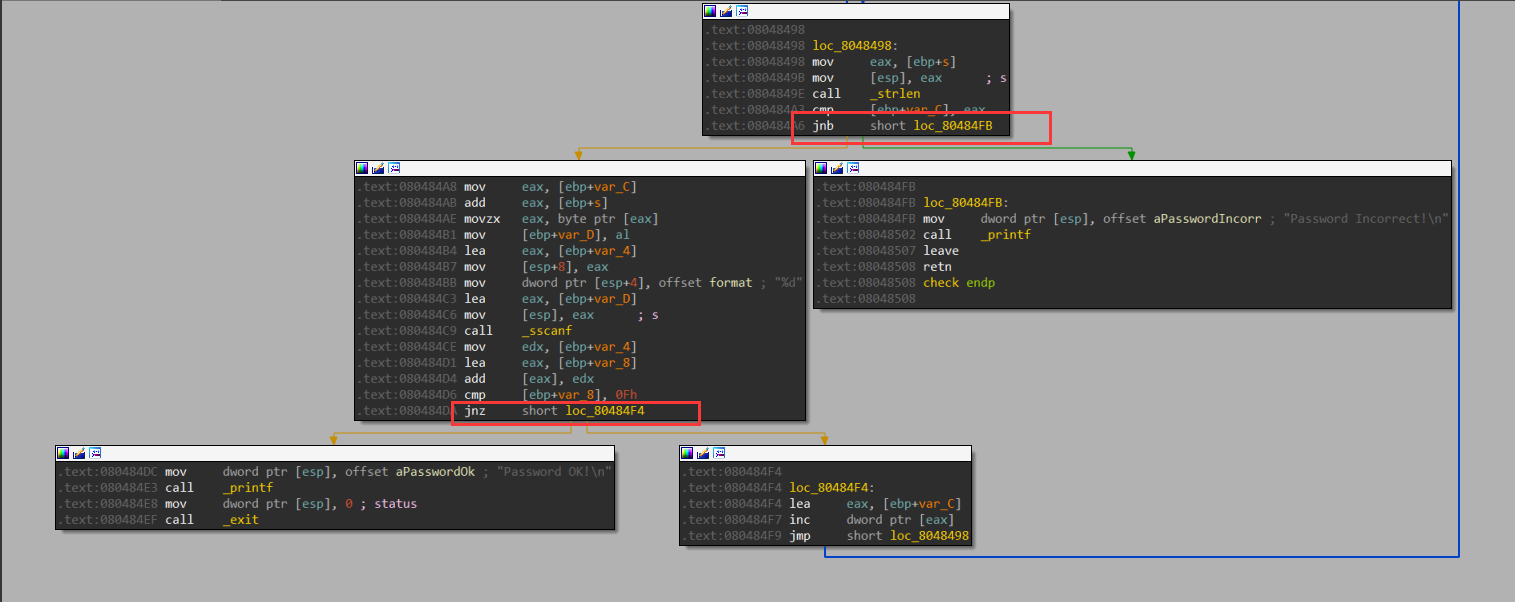 .text:08048498
.text:08048498 loc_8048498:
.text:08048498 mov eax, [ebp+s]
.text:0804849B mov [esp], eax ; s
.text:0804849E call _strlen
.text:080484A3 cmp [ebp+var_C], eax
.text:080484A6 jnb short loc_80484FB
.text:080484A8 mov eax, [ebp+var_C]
.text:080484AB add eax, [ebp+s]
.text:080484AE movzx eax, byte ptr [eax]
.text:080484B1 mov [ebp+var_D], al
.text:080484B4 lea eax, [ebp+var_4]
.text:080484B7 mov [esp+8], eax
.text:080484BB mov dword ptr [esp+4], offset format ; "%d"
.text:080484C3 lea eax, [ebp+var_D]
.text:080484C6 mov [esp], eax ; s
.text:080484C9 call _sscanf
.text:080484CE mov edx, [ebp+var_4]
.text:080484D1 lea eax, [ebp+var_8]
.text:080484D4 add [eax], edx
.text:080484D6 cmp [ebp+var_8], 0Fh
.text:080484DA jnz short loc_80484F4
.text:080484FB
.text:080484FB loc_80484FB:
.text:080484FB mov dword ptr [esp], offset aPasswordIncorr ; "Password Incorrect!\n"
.text:08048502 call _printf
.text:08048507 leave
.text:08048508 retn
.text:08048508 check endp
.text:08048508
.text:080484DC mov dword ptr [esp], offset aPasswordOk ; "Password OK!\n"
.text:080484E3 call _printf
.text:080484E8 mov dword ptr [esp], 0 ; status
.text:080484EF call _exit
.text:080484F4
.text:080484F4 loc_80484F4:
.text:080484F4 lea eax, [ebp+var_C]
.text:080484F7 inc dword ptr [eax]
.text:080484F9 jmp short loc_8048498